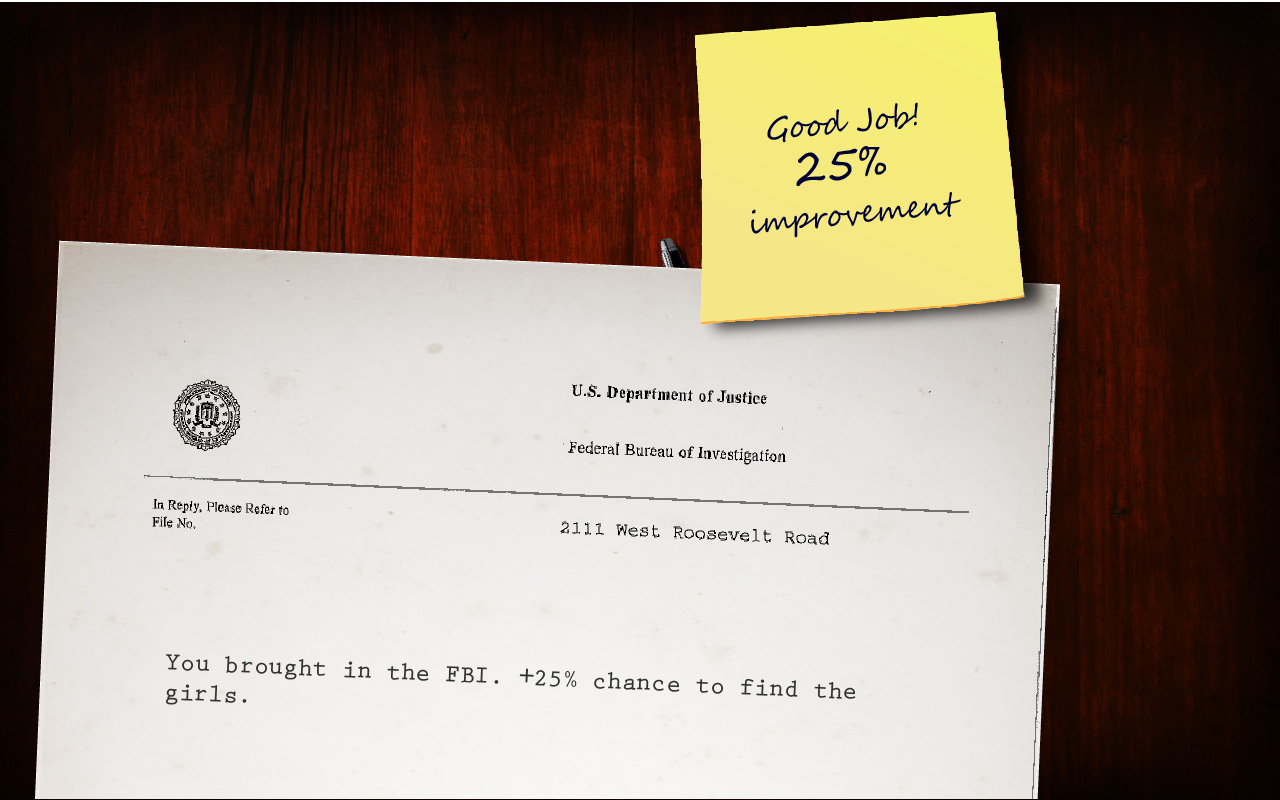 Good Job!
25%
improvement
U.S. Department of Justice
Federal Bureau of Investigation
In Reply, Please Refer to
File No.
2111 West Roosevelt Road
You brought in the FBI. +25% chance to find the
girls.